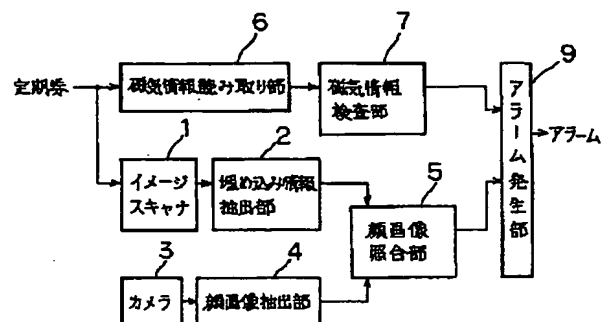 6
7
9
定期券
磁気情報読み取り部
磁気情報
検査部
アラーム発生部
アラーム
1
2
イメージ
スキャナ
埋め込み情報
抽出部
5
顔画像
照合部
3
4
カメラ
顔画像抽出部